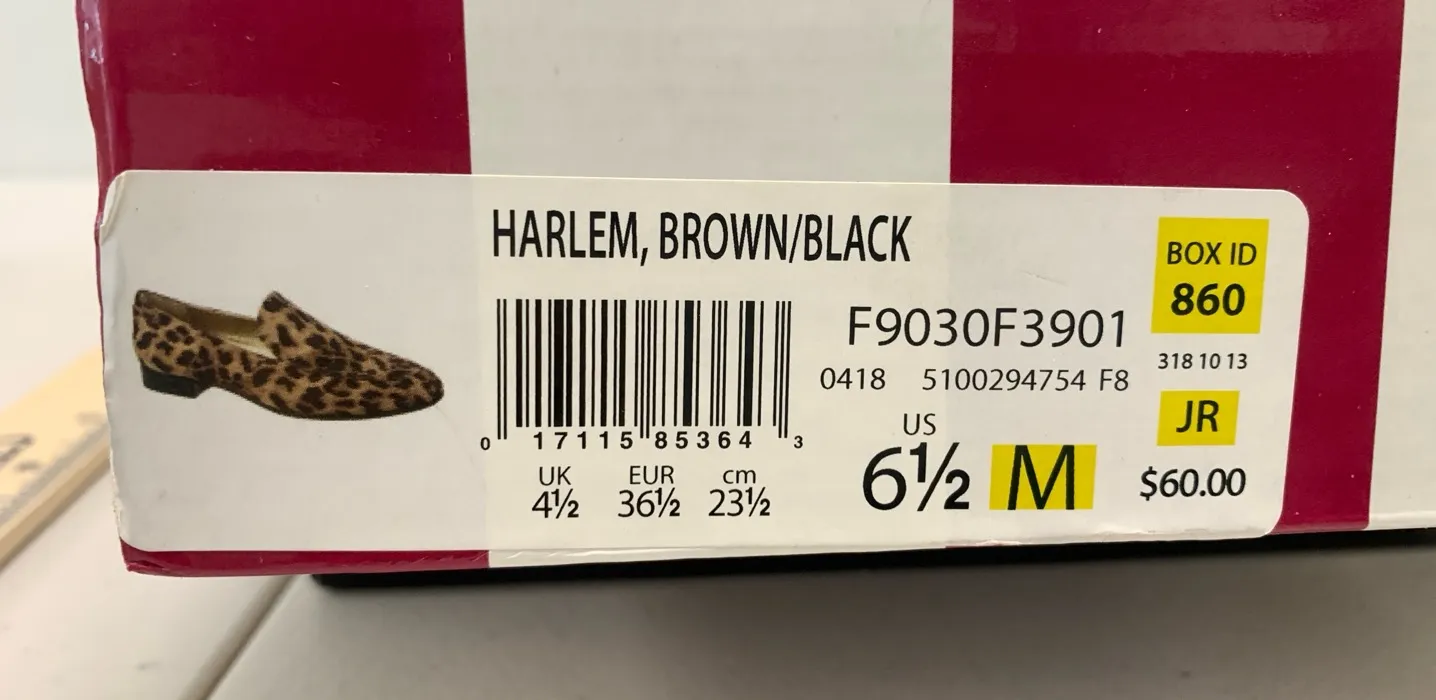 HARLEM, BROWN/BLACK
0 17115 85364 3
UK EUR cm
4½ 36½ 23½
F9030F3901
0418 5100294754 F8
US
6½ M
BOX ID
860
318 10 13
JR
$60.00